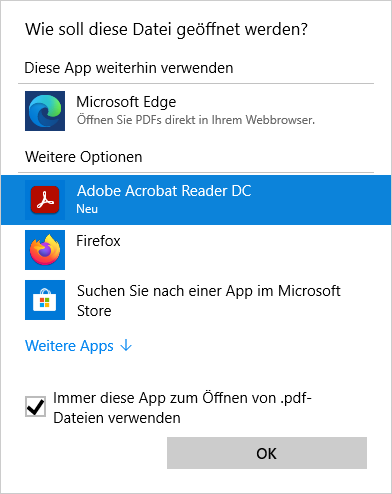 Wie soll diese Datei geöffnet werden?
Diese App weiterhin verwenden
Microsoft Edge
Öffnen Sie PDFs direkt in Ihrem Webbrowser.
Weitere Optionen
Adobe Acrobat Reader DC
Neu
Firefox
Suchen Sie nach einer App im Microsoft
Store
Weitere Apps ↓
Immer diese App zum Öffnen von .pdf-
Dateien verwenden
OK